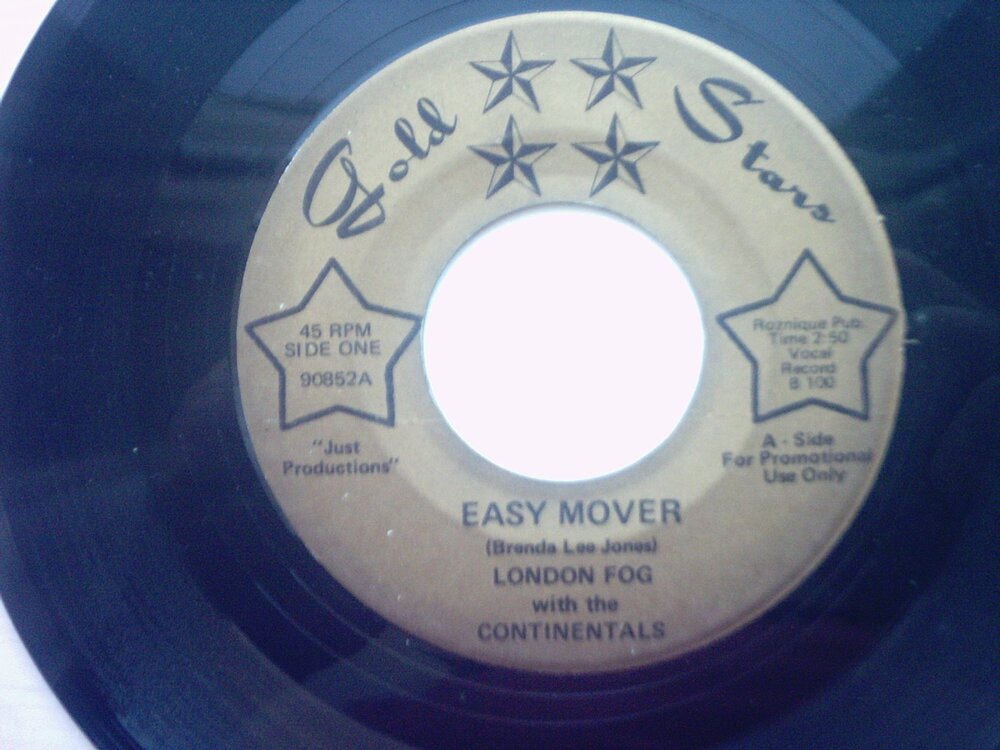 Gold Stars
45 RPM
SIDE ONE
90852A
"Just
Productions"
Roznique Pub.
Time 2:50
Vocal
Record
B 100
A - Side
For Promotional
Use Only
EASY MOVER
(Brenda Lee Jones)
LONDON FOG
with the
CONTINENTALS